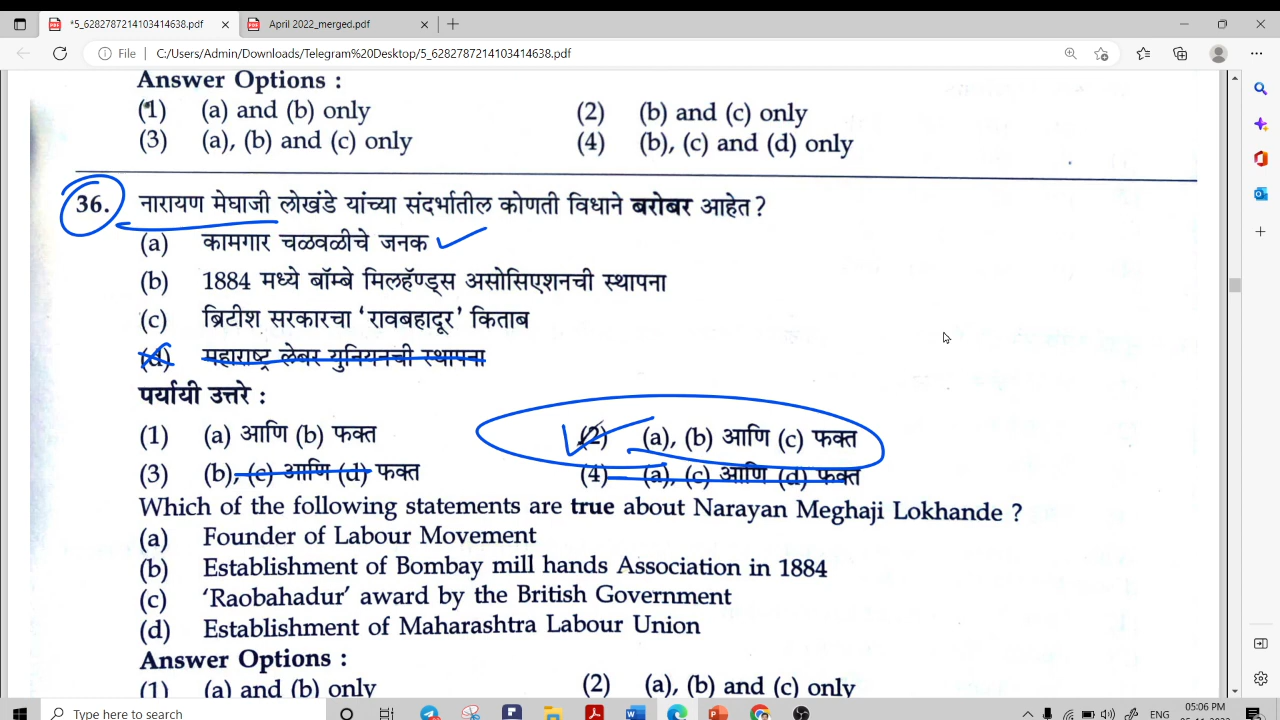 *5_6282787214103414638.pdf
April 2022_merged.pdf
File C:/Users/Admin/Downloads/Telegram%20Desktop/5_6282787214103414638.pdf
Answer Options :
(1) (a) and (b) only (2) (b) and (c) only
(3) (a), (b) and (c) only (4) (b), (c) and (d) only
36. नारायण मेघाजी लोखंडे यांच्या संदर्भातील कोणती विधाने बरोबर आहेत ?
(a) कामगार चळवळीचे जनक
(b) 1884 मध्ये बॉम्बे मिलहॅण्ड्स असोसिएशनची स्थापना
(c) ब्रिटीश सरकारचा 'रावबहादूर' किताब
(d) महाराष्ट्र लेबर युनियनची स्थापना
पर्यायी उत्तरे :
(1) (a) आणि (b) फक्त (2) (a), (b) आणि (c) फक्त
(3) (b), (c) आणि (d) फक्त (4) (a), (c) आणि (d) फक्त
Which of the following statements are true about Narayan Meghaji Lokhande ?
(a) Founder of Labour Movement
(b) Establishment of Bombay mill hands Association in 1884
(c) 'Raobahadur' award by the British Government
(d) Establishment of Maharashtra Labour Union
Answer Options :
(1) (a) and (b) only (2) (a), (b) and (c) only
Type here to search
ENG
05:06 PM